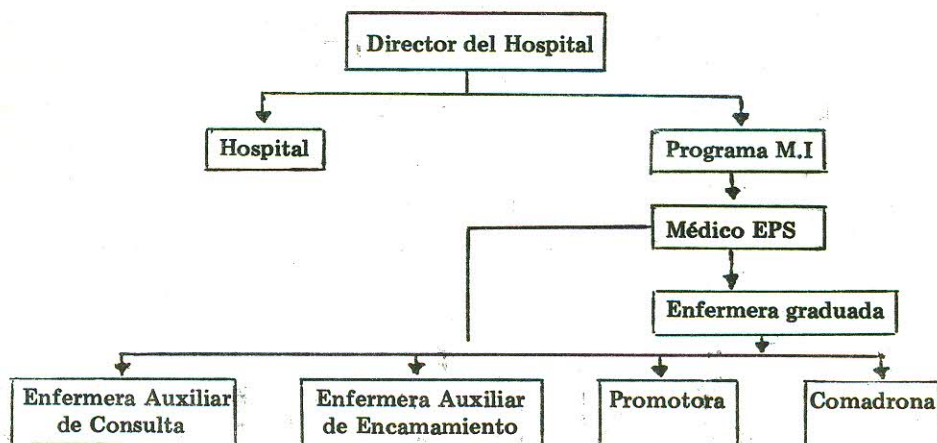 Director del Hospital
Hospital
Programa M.I
Médico EPS
Enfermera graduada
Enfermera Auxiliar
de Consulta
Enfermera Auxiliar
de Encamamiento
Promotora
Comadrona